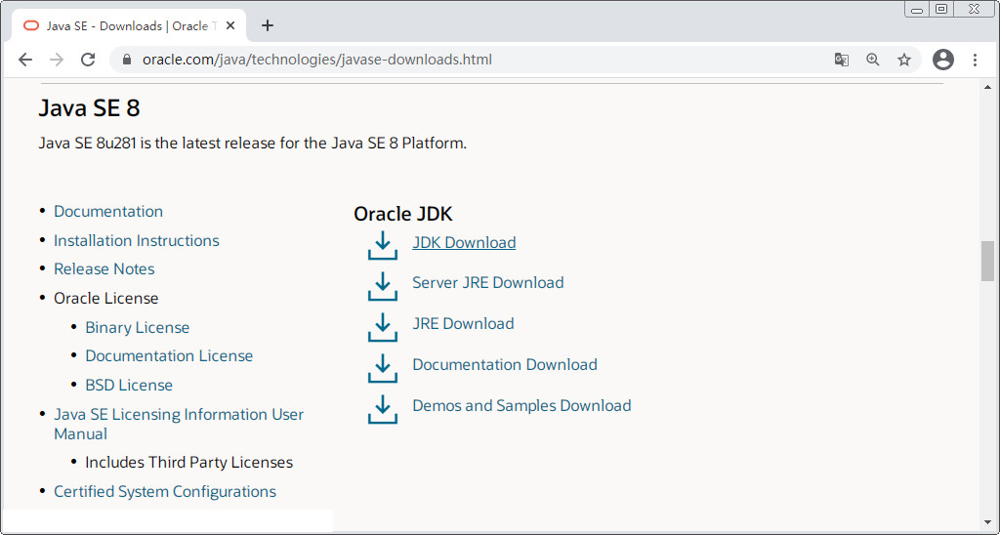 Java SE - Downloads | Oracle T
oracle.com/java/technologies/javase-downloads.html
Java SE 8
Java SE 8u281 is the latest release for the Java SE 8 Platform.
Documentation
Installation Instructions
Release Notes
Oracle License
Binary License
Documentation License
BSD License
Java SE Licensing Information User
Manual
Includes Third Party Licenses
Certified System Configurations
Oracle JDK
JDK Download
Server JRE Download
JRE Download
Documentation Download
Demos and Samples Download